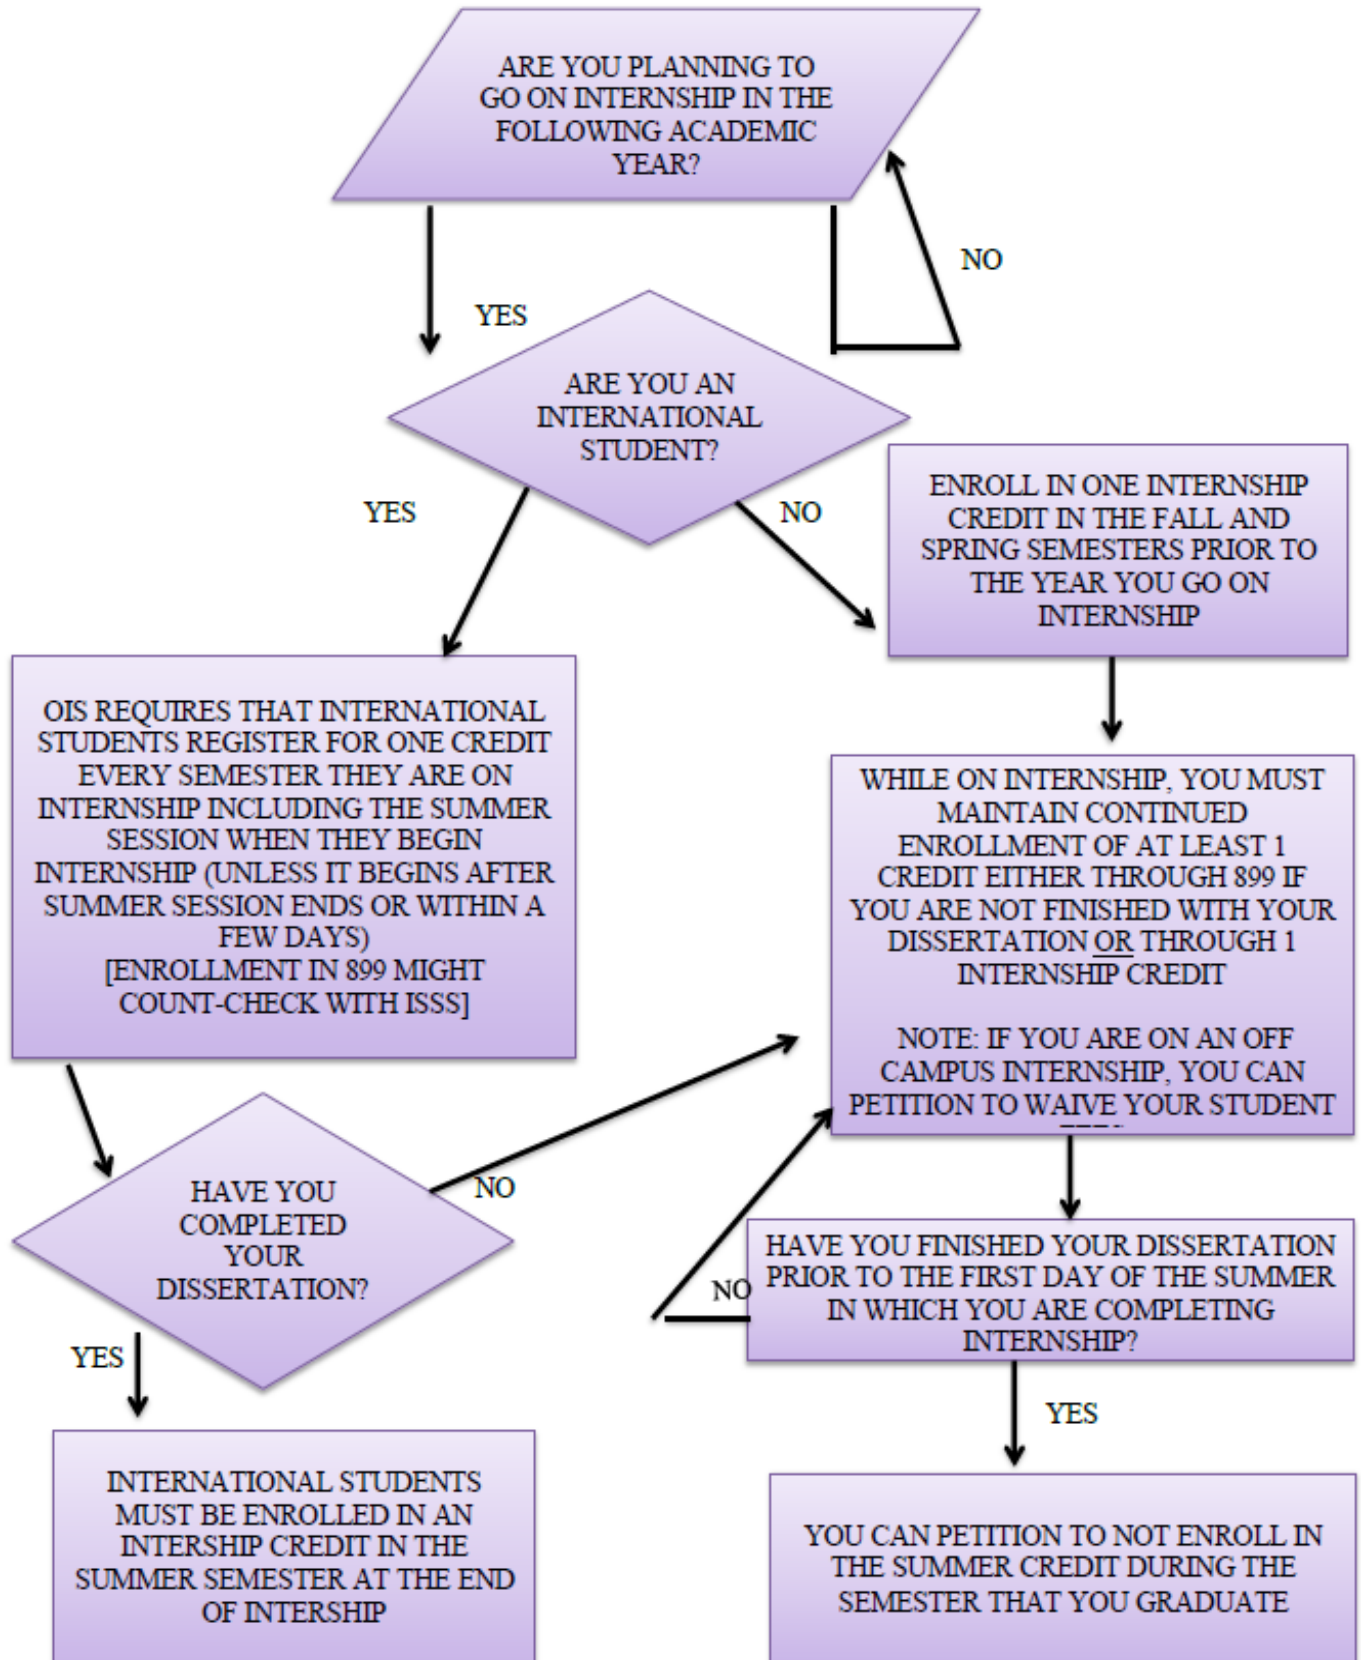 ARE YOU PLANNING TO
GO ON INTERNSHIP IN THE
FOLLOWING ACADEMIC
YEAR?
NO
YES
ARE YOU AN
INTERNATIONAL
STUDENT?
YES
NO
ENROLL IN ONE INTERNSHIP
CREDIT IN THE FALL AND
SPRING SEMESTERS PRIOR TO
THE YEAR YOU GO ON
INTERNSHIP
OIS REQUIRES THAT INTERNATIONAL
STUDENTS REGISTER FOR ONE CREDIT
EVERY SEMESTER THEY ARE ON
INTERNSHIP INCLUDING THE SUMMER
SESSION WHEN THEY BEGIN
INTERNSHIP (UNLESS IT BEGINS AFTER
SUMMER SESSION ENDS OR WITHIN A
FEW DAYS)
[ENROLLMENT IN 899 MIGHT
COUNT-CHECK WITH ISSS]
WHILE ON INTERNSHIP, YOU MUST
MAINTAIN CONTINUED
ENROLLMENT OF AT LEAST 1
CREDIT EITHER THROUGH 899 IF
YOU ARE NOT FINISHED WITH YOUR
DISSERTATION OR THROUGH 1
INTERNSHIP CREDIT
NOTE: IF YOU ARE ON AN OFF
CAMPUS INTERNSHIP, YOU CAN
PETITION TO WAIVE YOUR STUDENT
HAVE YOU
COMPLETED
YOUR
DISSERTATION?
NO
YES
HAVE YOU FINISHED YOUR DISSERTATION
PRIOR TO THE FIRST DAY OF THE SUMMER
IN WHICH YOU ARE COMPLETING
INTERNSHIP?
NO
YES
INTERNATIONAL STUDENTS
MUST BE ENROLLED IN AN
INTERSHIP CREDIT IN THE
SUMMER SEMESTER AT THE END
OF INTERSHIP
YOU CAN PETITION TO NOT ENROLL IN
THE SUMMER CREDIT DURING THE
SEMESTER THAT YOU GRADUATE